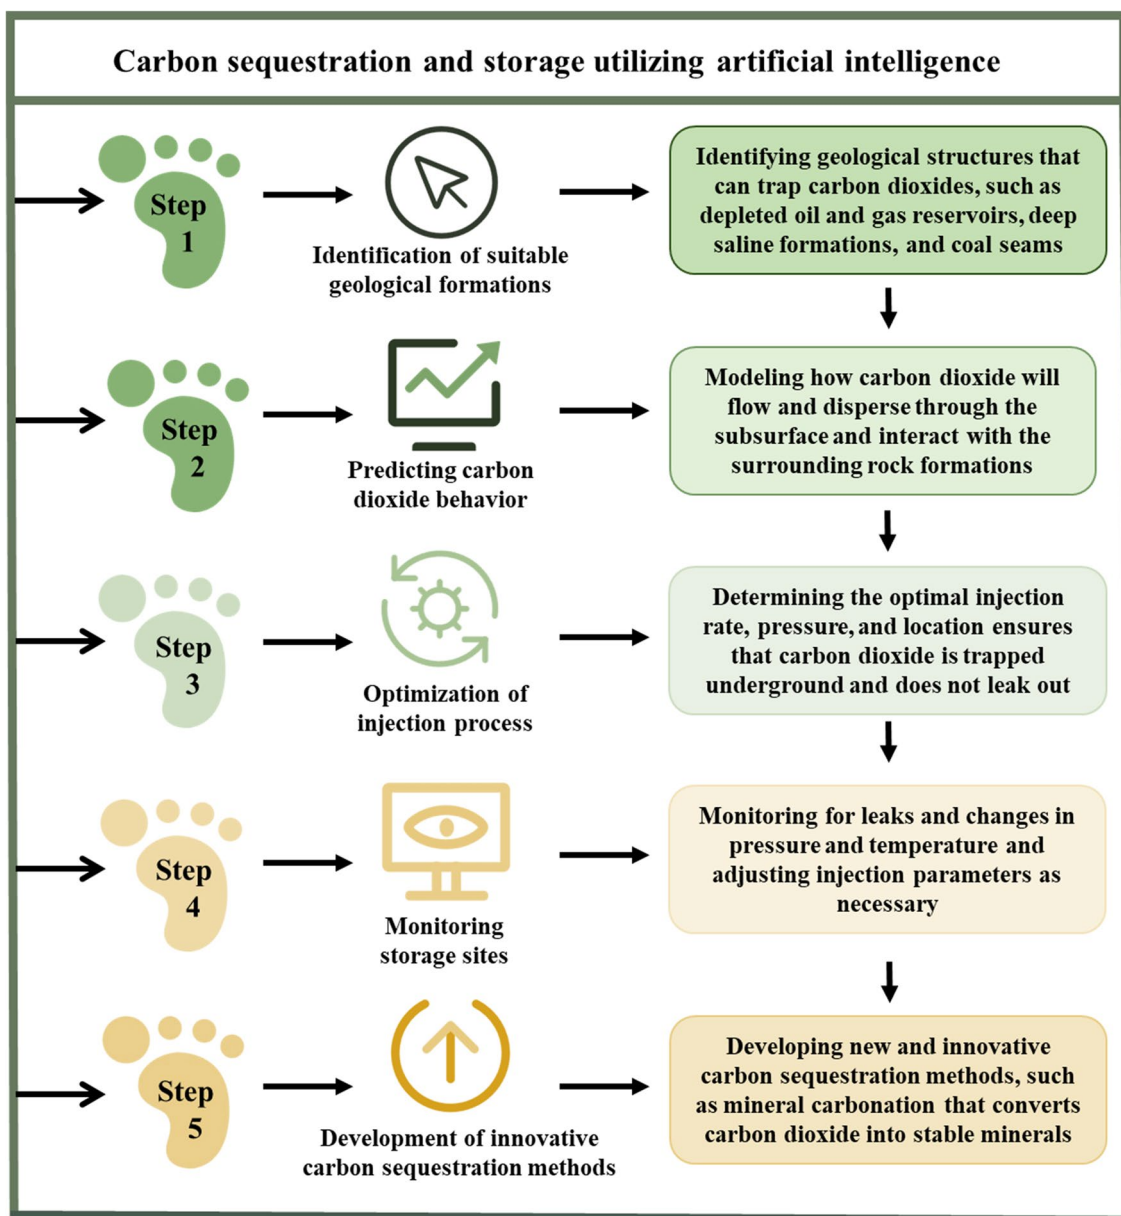 Carbon sequestration and storage utilizing artificial intelligence
Step
1
Identification of suitable
geological formations
Identifying geological structures that
can trap carbon dioxides, such as
depleted oil and gas reservoirs, deep
saline formations, and coal seams
Step
2
Predicting carbon
dioxide behavior
Modeling how carbon dioxide will
flow and disperse through the
subsurface and interact with the
surrounding rock formations
Step
3
Optimization of
injection process
Determining the optimal injection
rate, pressure, and location ensures
that carbon dioxide is trapped
underground and does not leak out
Step
4
Monitoring
storage sites
Monitoring for leaks and changes in
pressure and temperature and
adjusting injection parameters as
necessary
Step
5
Development of innovative
carbon sequestration methods
Developing new and innovative
carbon sequestration methods, such
as mineral carbonation that converts
carbon dioxide into stable minerals